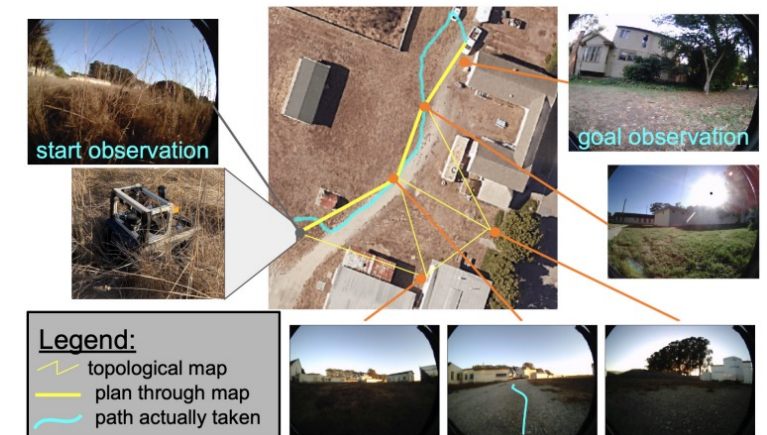 start observation
goal observation
Legend:
topological map
plan through map
path actually taken